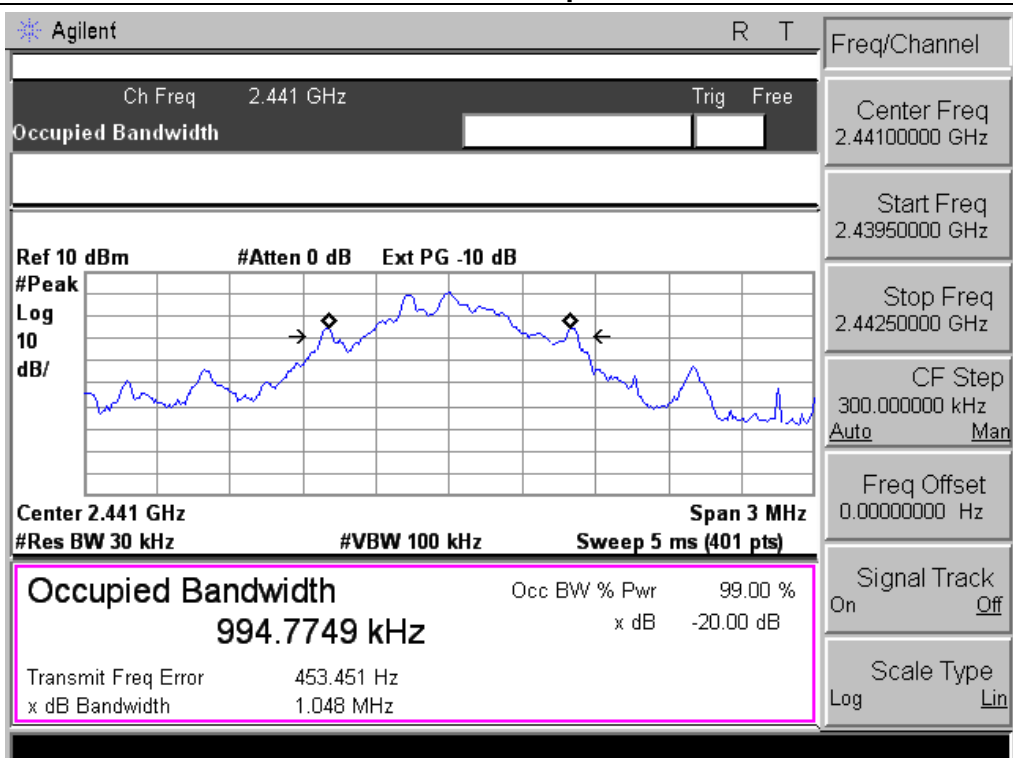 Agilent R T
Ch Freq 2.441 GHz Trig Free
Occupied Bandwidth
Ref 10 dBm #Atten 0 dB Ext PG -10 dB
#Peak
Log
10
dB/
Center 2.441 GHz Span 3 MHz
#Res BW 30 kHz #VBW 100 kHz Sweep 5 ms (401 pts)
Occupied Bandwidth
994.7749 kHz
Occ BW % Pwr 99.00 %
x dB -20.00 dB
Transmit Freq Error 453.451 Hz
x dB Bandwidth 1.048 MHz
Freq/Channel
Center Freq
2.44100000 GHz
Start Freq
2.43950000 GHz
Stop Freq
2.44250000 GHz
CF Step
300.000000 kHz
Auto Man
Freq Offset
0.00000000 Hz
Signal Track
On Off
Scale Type
Log Lin